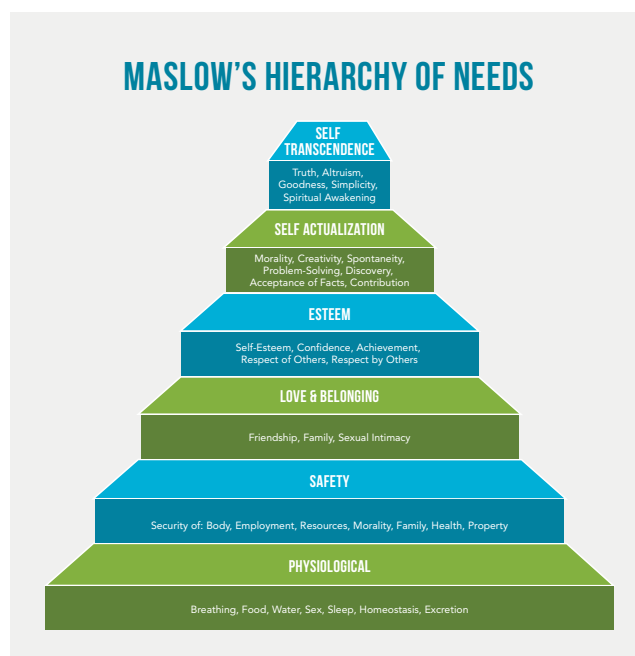 MASLOW'S HIERARCHY OF NEEDS
SELF
TRANSCENDENCE
Truth, Altruism,
Goodness, Simplicity,
Spiritual Awakening
SELF ACTUALIZATION
Morality, Creativity, Spontaneity,
Problem-Solving, Discovery,
Acceptance of Facts, Contribution
ESTEEM
Self-Esteem, Confidence, Achievement,
Respect of Others, Respect by Others
LOVE & BELONGING
Friendship, Family, Sexual Intimacy
SAFETY
Security of: Body, Employment, Resources, Morality, Family, Health, Property
PHYSIOLOGICAL
Breathing, Food, Water, Sex, Sleep, Homeostasis, Excretion